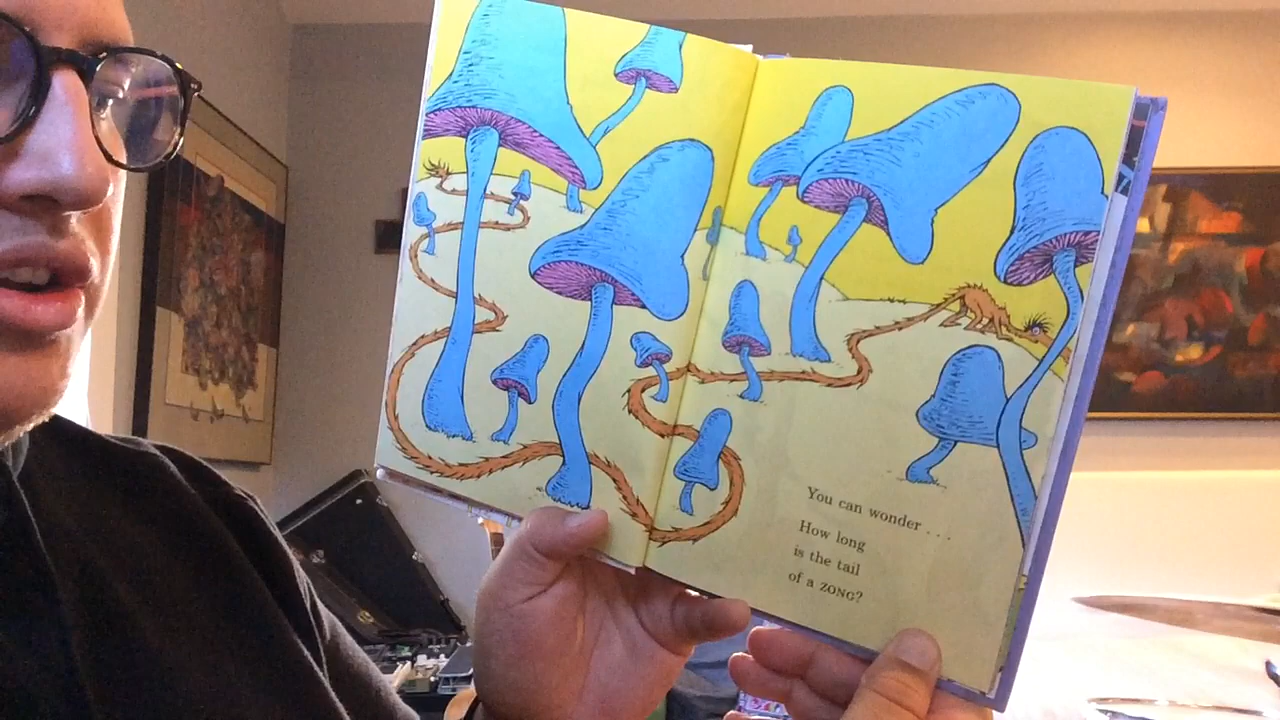 You can wonder . . .
How long
is the tail
of a ZONG?